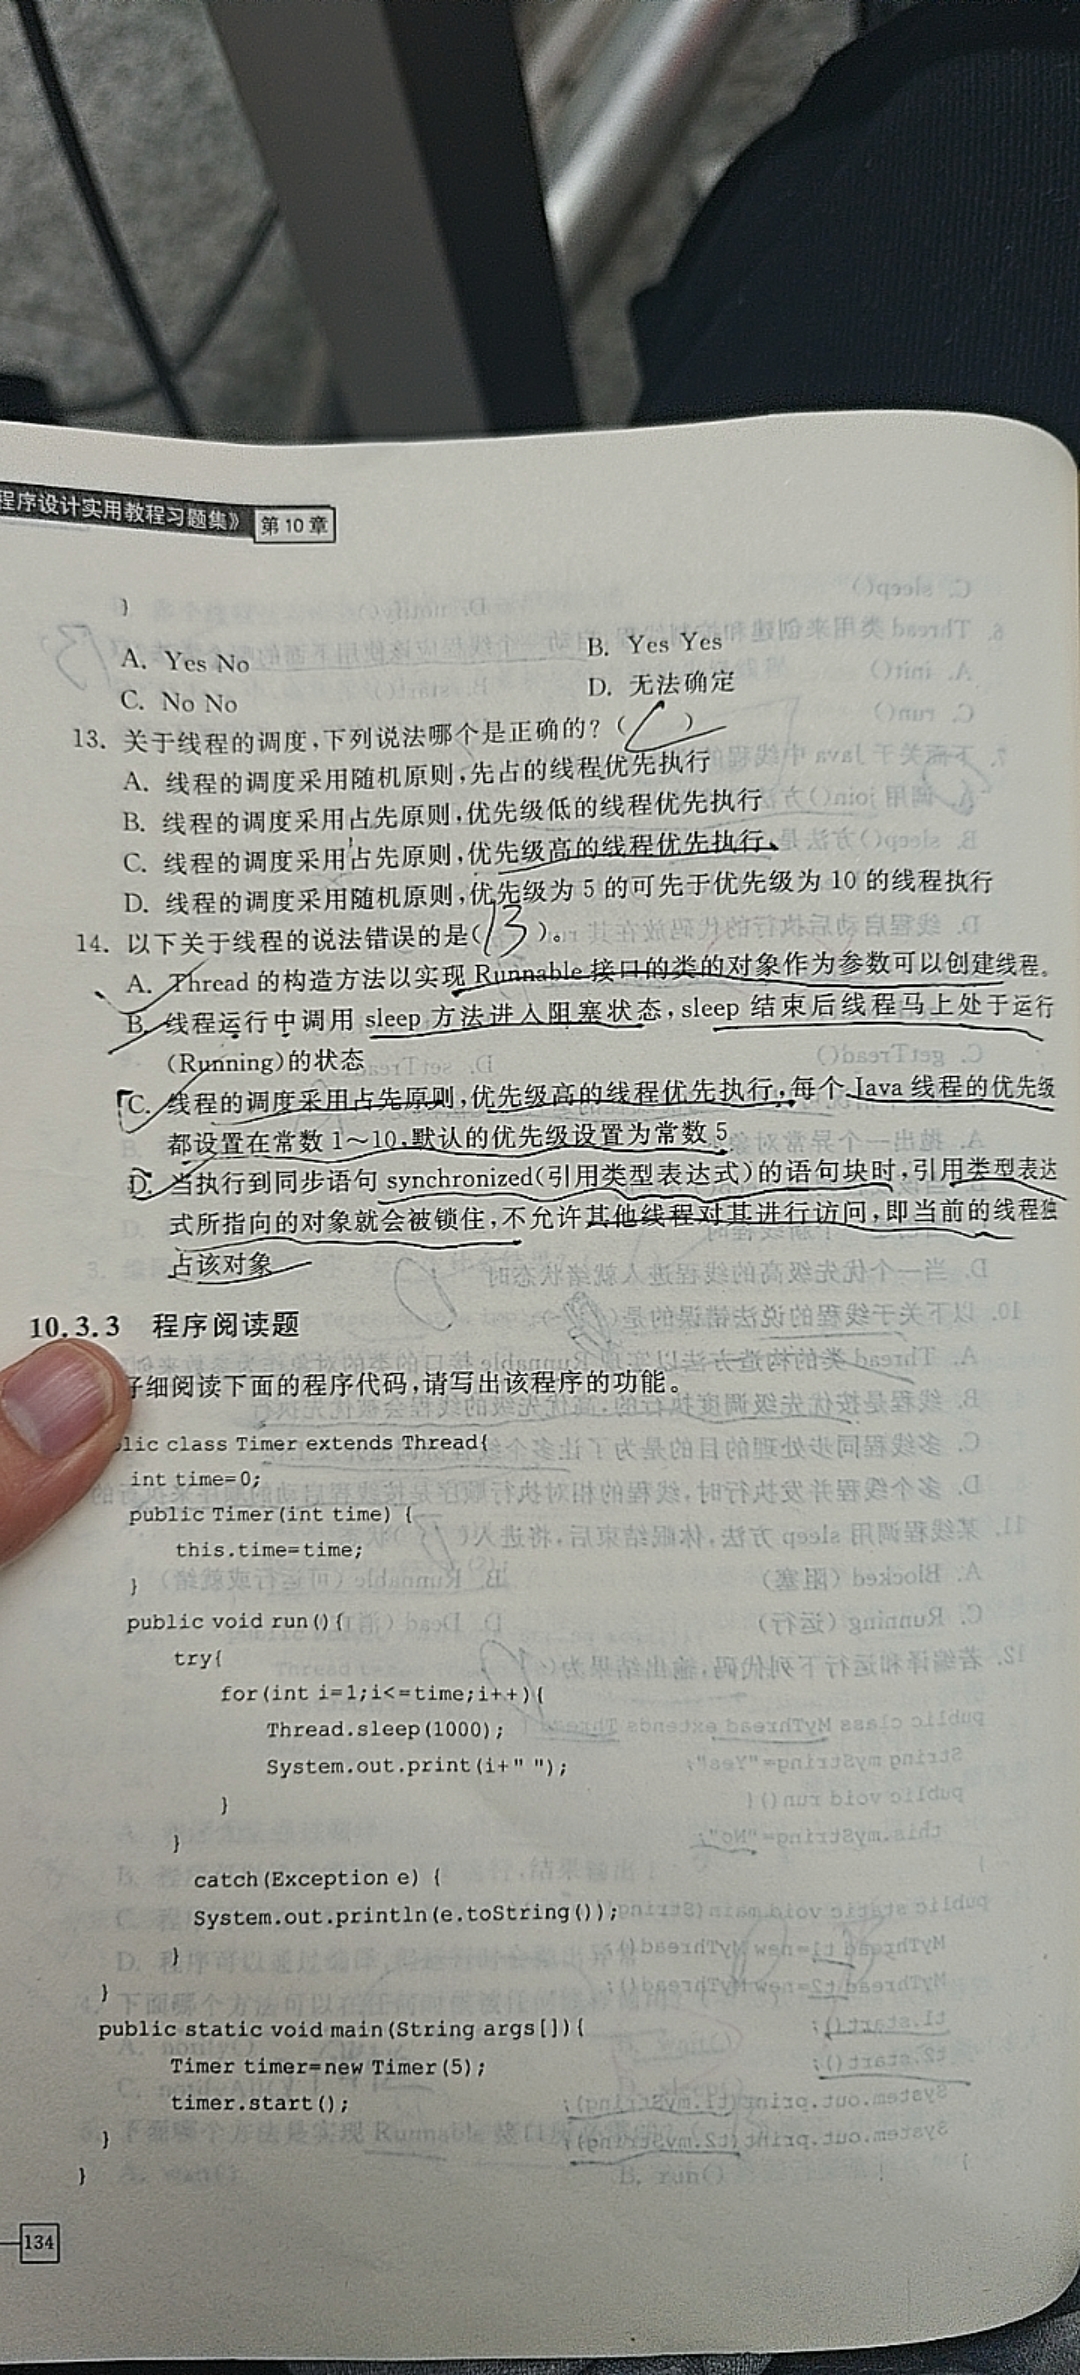 程序设计实用教程习题集》 第10章
}
A. Yes No B. Yes Yes
C. No No D. 无法确定
13. 关于线程的调度,下列说法哪个是正确的?( C )
A. 线程的调度采用随机原则,先占的线程优先执行
B. 线程的调度采用占先原则,优先级低的线程优先执行
C. 线程的调度采用占先原则,优先级高的线程优先执行
D. 线程的调度采用随机原则,优先级为 5 的可先于优先级为 10 的线程执行
14. 以下关于线程的说法错误的是( B )。
A. Thread 的构造方法以实现 Runnable 接口的类的对象作为参数可以创建线程。
B. 线程运行中调用 sleep 方法进入阻塞状态,sleep 结束后线程马上处于运行
(Running)的状态
C. 线程的调度采用占先原则,优先级高的线程优先执行,每个 Java 线程的优先级
都设置在常数 1～10,默认的优先级设置为常数 5
D. 当执行到同步语句 synchronized(引用类型表达式)的语句块时,引用类型表达
式所指向的对象就会被锁住,不允许其他线程对其进行访问,即当前的线程独
占该对象
10.3.3 程序阅读题
仔细阅读下面的程序代码,请写出该程序的功能。
lic class Timer extends Thread{
int time=0;
public Timer(int time) {
this.time=time;
}
public void run(){
try{
for(int i=1;i<=time;i++){
Thread.sleep(1000);
System.out.print(i+" ");
}
}
catch(Exception e) {
System.out.println(e.toString());
}
}
public static void main(String args[]){
Timer timer=new Timer(5);
timer.start();
}
}
134